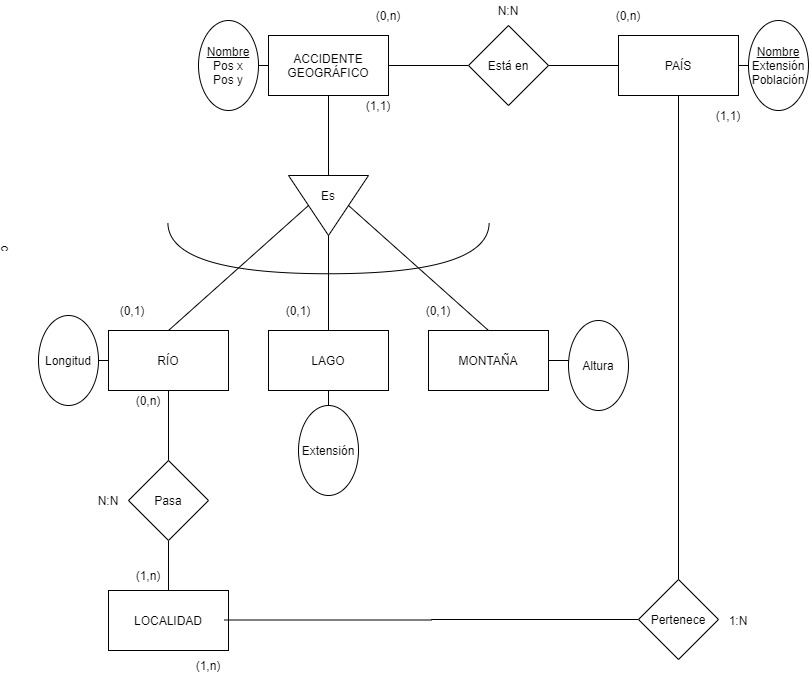 (0,n)
N:N
(0,n)
Nombre
Pos x
Pos y
ACCIDENTE
GEOGRÁFICO
Está en
PAÍS
Nombre
Extensión
Población
(1,1)
(1,1)
Es
c
(0,1)
(0,1)
(0,1)
Longitud
RÍO
LAGO
MONTAÑA
Altura
(0,n)
Extensión
N:N
Pasa
(1,n)
LOCALIDAD
Pertenece
1:N
(1,n)